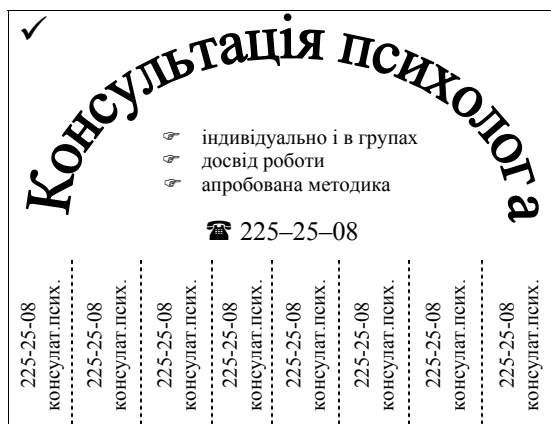 Консультація психолога
індивідуально і в групах
досвід роботи
апробована методика
225–25–08
225-25-08
консулат.псих.
225-25-08
консулат.псих.
225-25-08
консулат.псих.
225-25-08
консулат.псих.
225-25-08
консулат.псих.
225-25-08
консулат.псих.
225-25-08
консулат.псих.
225-25-08
консулат.псих.